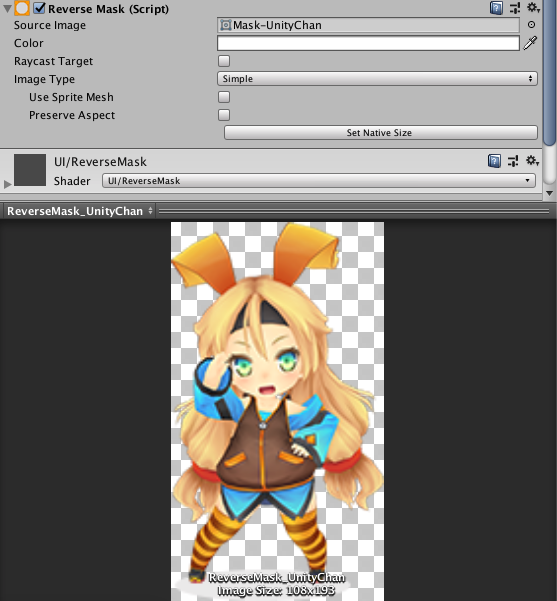 Reverse Mask (Script)
Source Image Mask-UnityChan
Color
Raycast Target
Image Type Simple
Use Sprite Mesh
Preserve Aspect
Set Native Size
UI/ReverseMask
Shader UI/ReverseMask
ReverseMask_UnityChan
ReverseMask_UnityChan
Image Size: 108x193